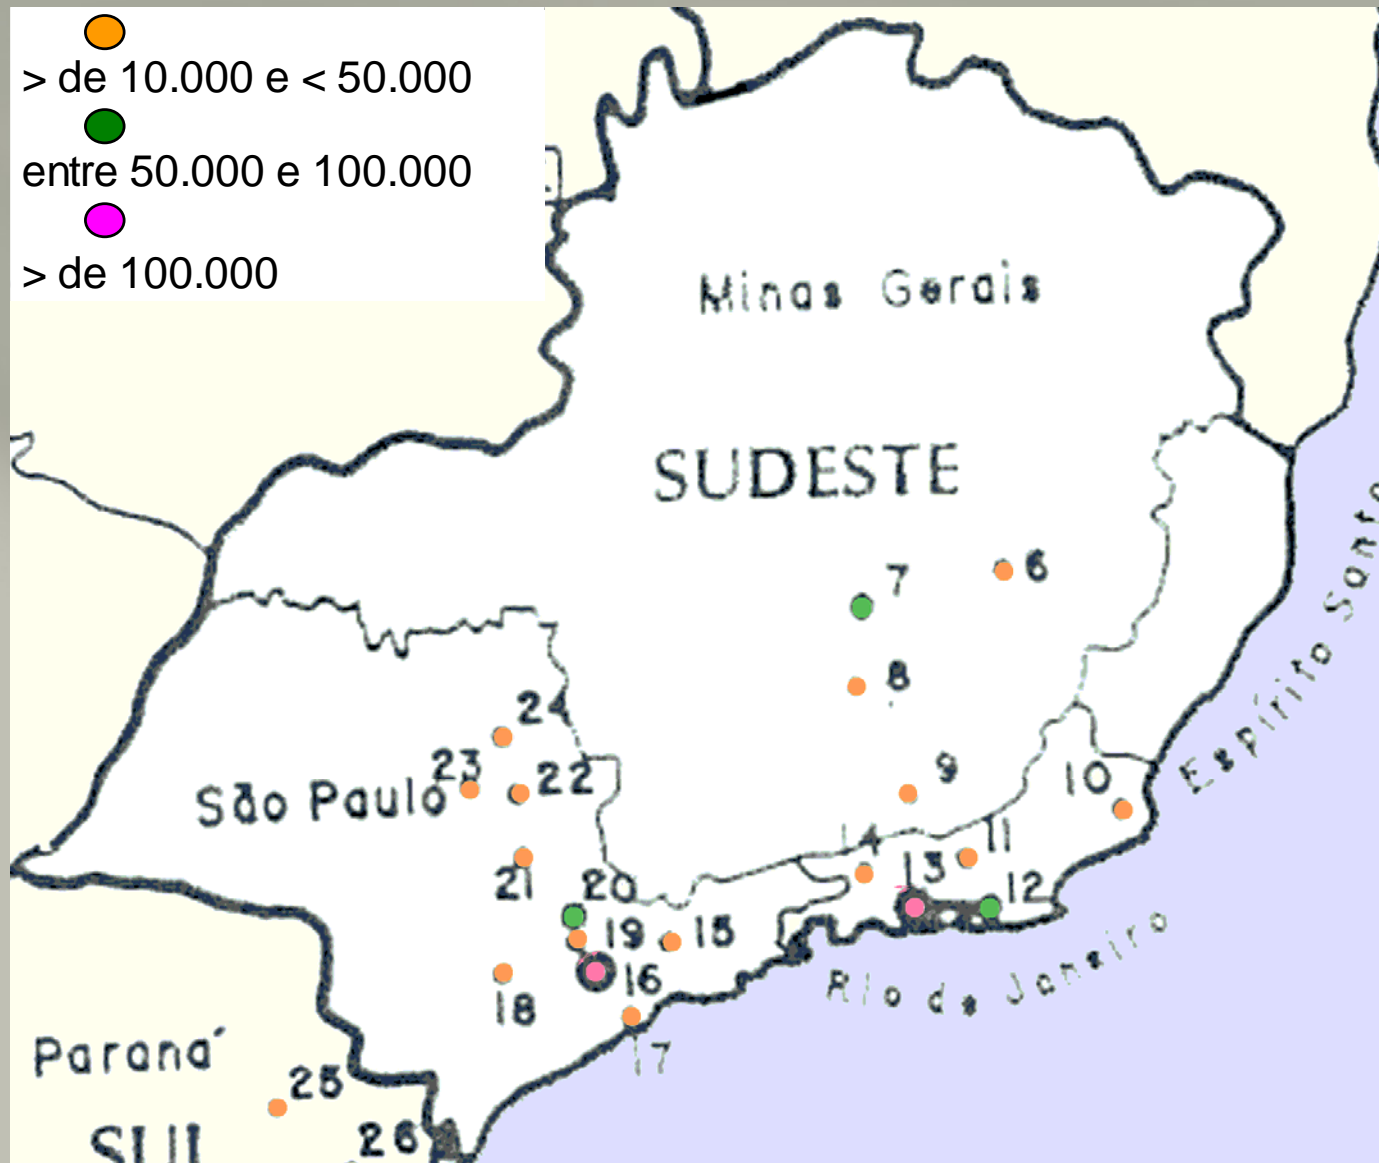 > de 10.000 e < 50.000
entre 50.000 e 100.000
> de 100.000
Minas Gerais
SUDESTE
6
7
8
24
23
22
São Paulo
9
10
14
11
13
12
21
20
19
15
16
18
17
Espírito Santo
Rio de Janeiro
Paraná
25
SUL
26